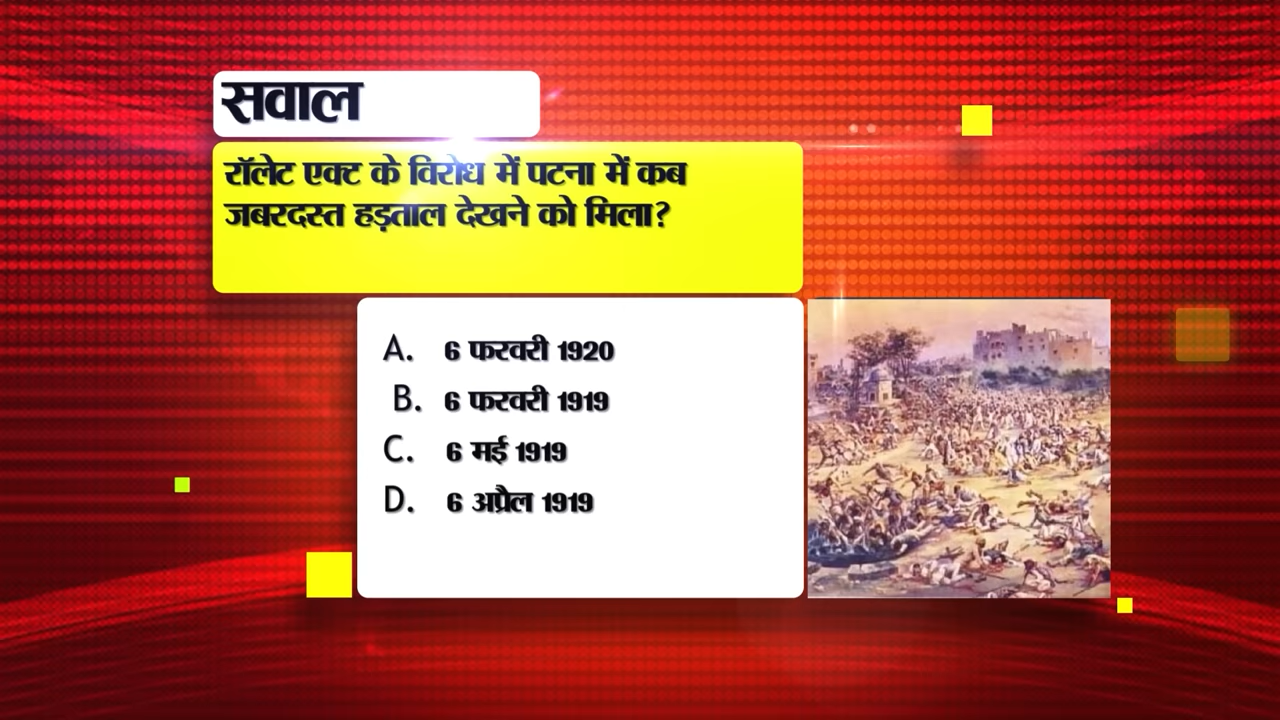 सवाल
रॉलेट एक्ट के विरोध में पटना में कब
जबरदस्त हड़ताल देखने को मिला?
A. 6 फरवरी 1920
B. 6 फरवरी 1919
C. 6 मई 1919
D. 6 अप्रैल 1919